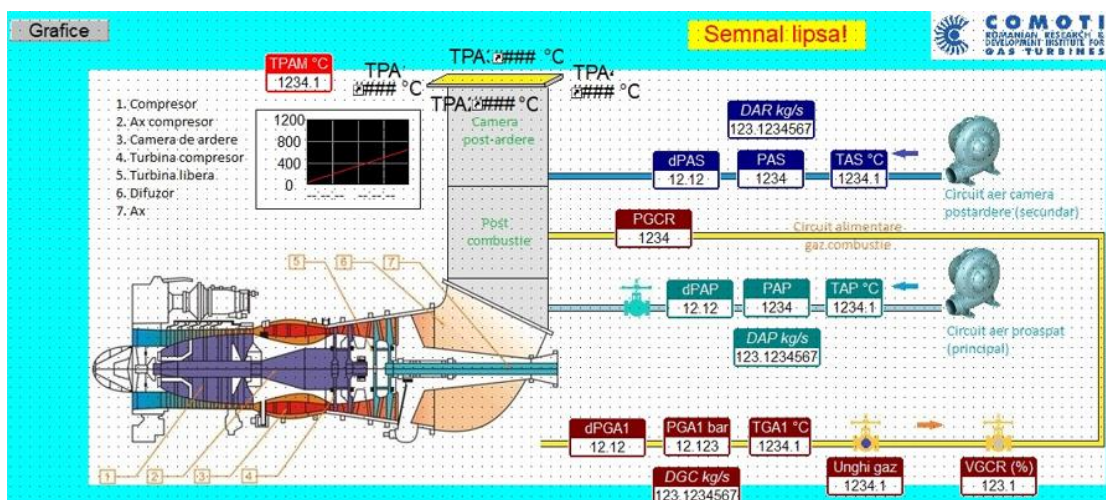 Grafice
Semnal lipsa!
COMOTI
ROMANIAN RESEARCH &
DEVELOPMENT INSTITUTE FOR
GAS TURBINES
TPAM °C
1234.1
### °C
### °C
### °C
### °C
1. Compresor
2. Ax compresor
3. Camera de ardere
4. Turbina compresor
5. Turbina libera
6. Difuzor
7. Ax
1200
800
400
0
Camera
post-ardere
Post
combustie
DAR kg/s
123.1234567
dPAS
12.12
PAS
1234
TAS °C
1234.1
Circuit aer camera
postardere (secundar)
PGCR
1234
Circuit alimentare
gaz combustie
dPAP
12.12
PAP
1234
TAP °C
1234.1
DAP kg/s
123.1234567
Circuit aer proaspat
(principal)
5
6
7
1
2
3
4
dPGA1
12.12
PGA1 bar
12.123
TGA1 °C
1234.1
DGC kg/s
123.1234567
Unghi gaz
1234.1
VGCR (%)
123.1